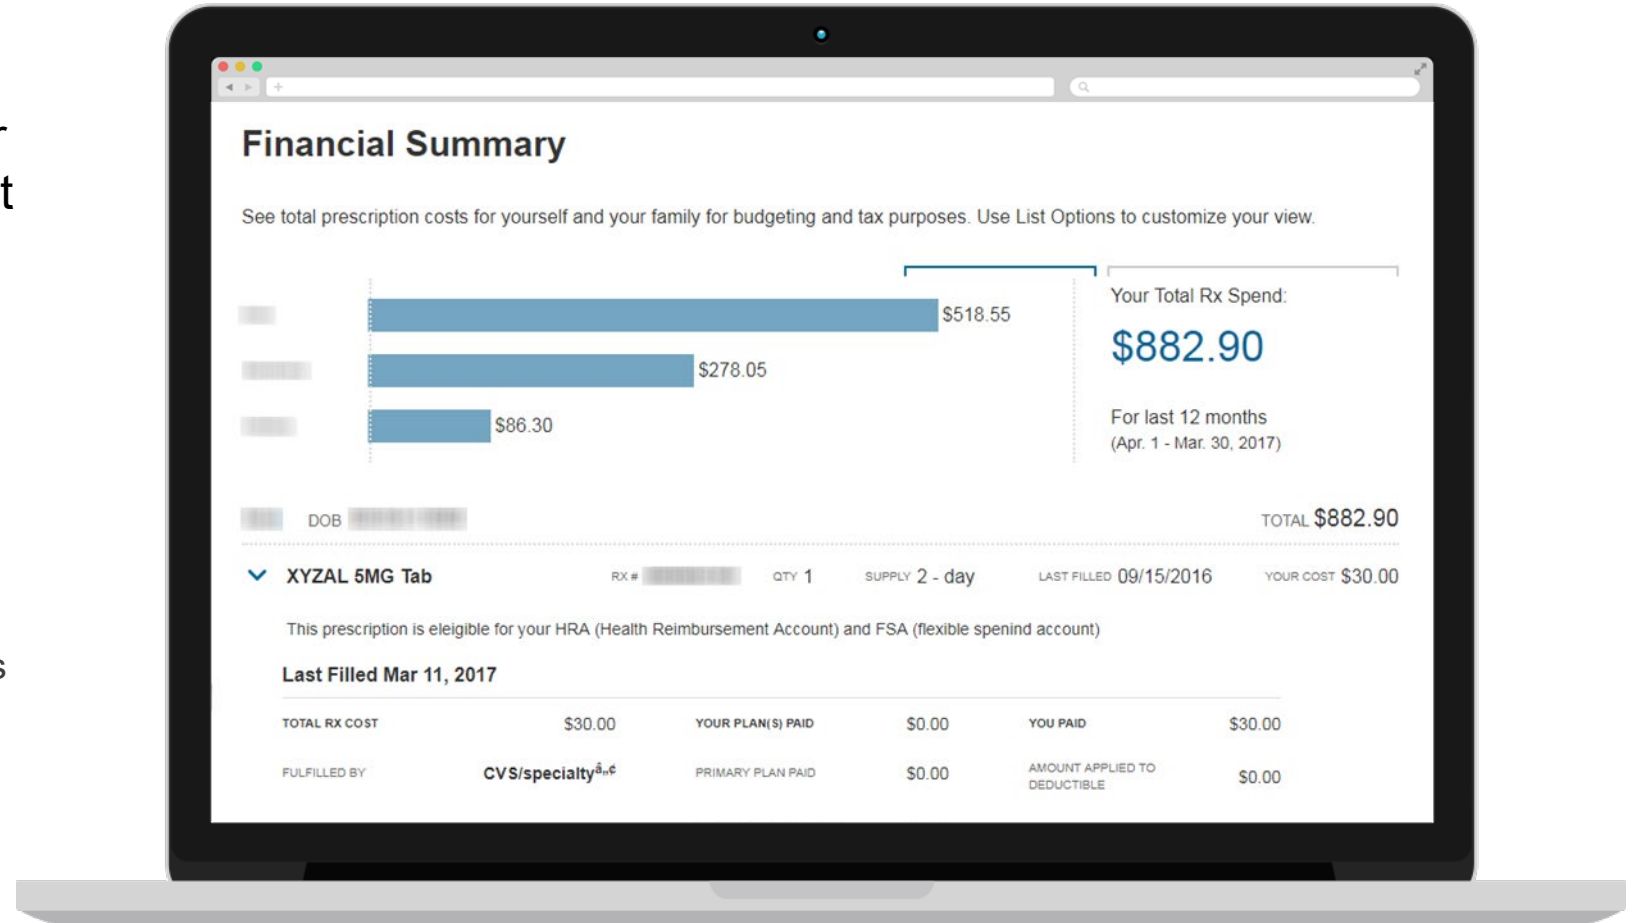 r
t
s
Financial Summary
See total prescription costs for yourself and your family for budgeting and tax purposes. Use List Options to customize your view.
$518.55
$278.05
$86.30
Your Total Rx Spend:
$882.90
For last 12 months
(Apr. 1 - Mar. 30, 2017)
DOB TOTAL $882.90
XYZAL 5MG Tab RX # QTY 1 SUPPLY 2 - day LAST FILLED 09/15/2016 YOUR COST $30.00
This prescription is eleigible for your HRA (Health Reimbursement Account) and FSA (flexible spenind account)
Last Filled Mar 11, 2017
TOTAL RX COST $30.00 YOUR PLAN(S) PAID $0.00 YOU PAID $30.00
FULFILLED BY CVS/specialtyâ„¢ PRIMARY PLAN PAID $0.00 AMOUNT APPLIED TO
DEDUCTIBLE $0.00